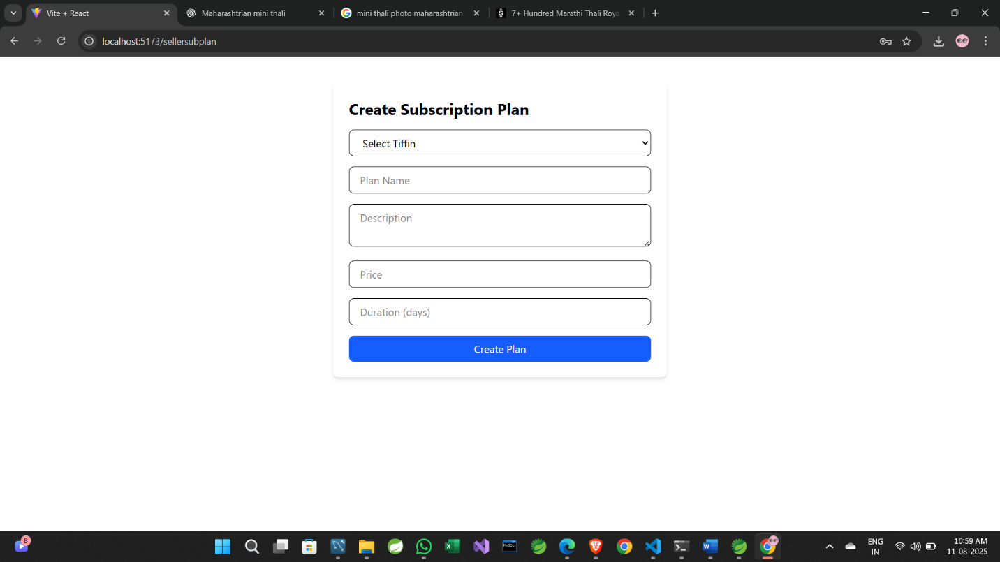 Vite + React
Maharashtrian mini thali
mini thali photo maharashtrian
7+ Hundred Marathi Thali Roya
localhost:5173/sellersubplan
Create Subscription Plan
Select Tiffin
Plan Name
Description
Price
Duration (days)
Create Plan
8
MySQL
ENG
IN
10:59 AM
11-08-2025